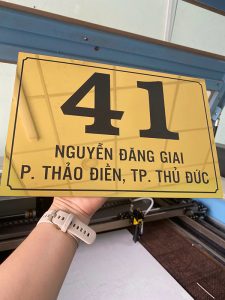 41
NGUYỄN ĐĂNG GIAI
P. THẢO ĐIỀN, TP. THỦ ĐỨC